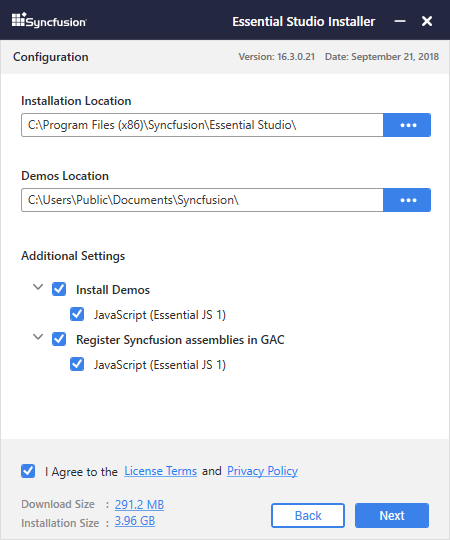 Syncfusion Essential Studio Installer
Configuration Version: 16.3.0.21 Date: September 21, 2018
Installation Location
C:\Program Files (x86)\Syncfusion\Essential Studio\
Demos Location
C:\Users\Public\Documents\Syncfusion\
Additional Settings
Install Demos
JavaScript (Essential JS 1)
Register Syncfusion assemblies in GAC
JavaScript (Essential JS 1)
I Agree to the License Terms and Privacy Policy
Download Size : 291.2 MB
Installation Size : 3.96 GB
Back Next